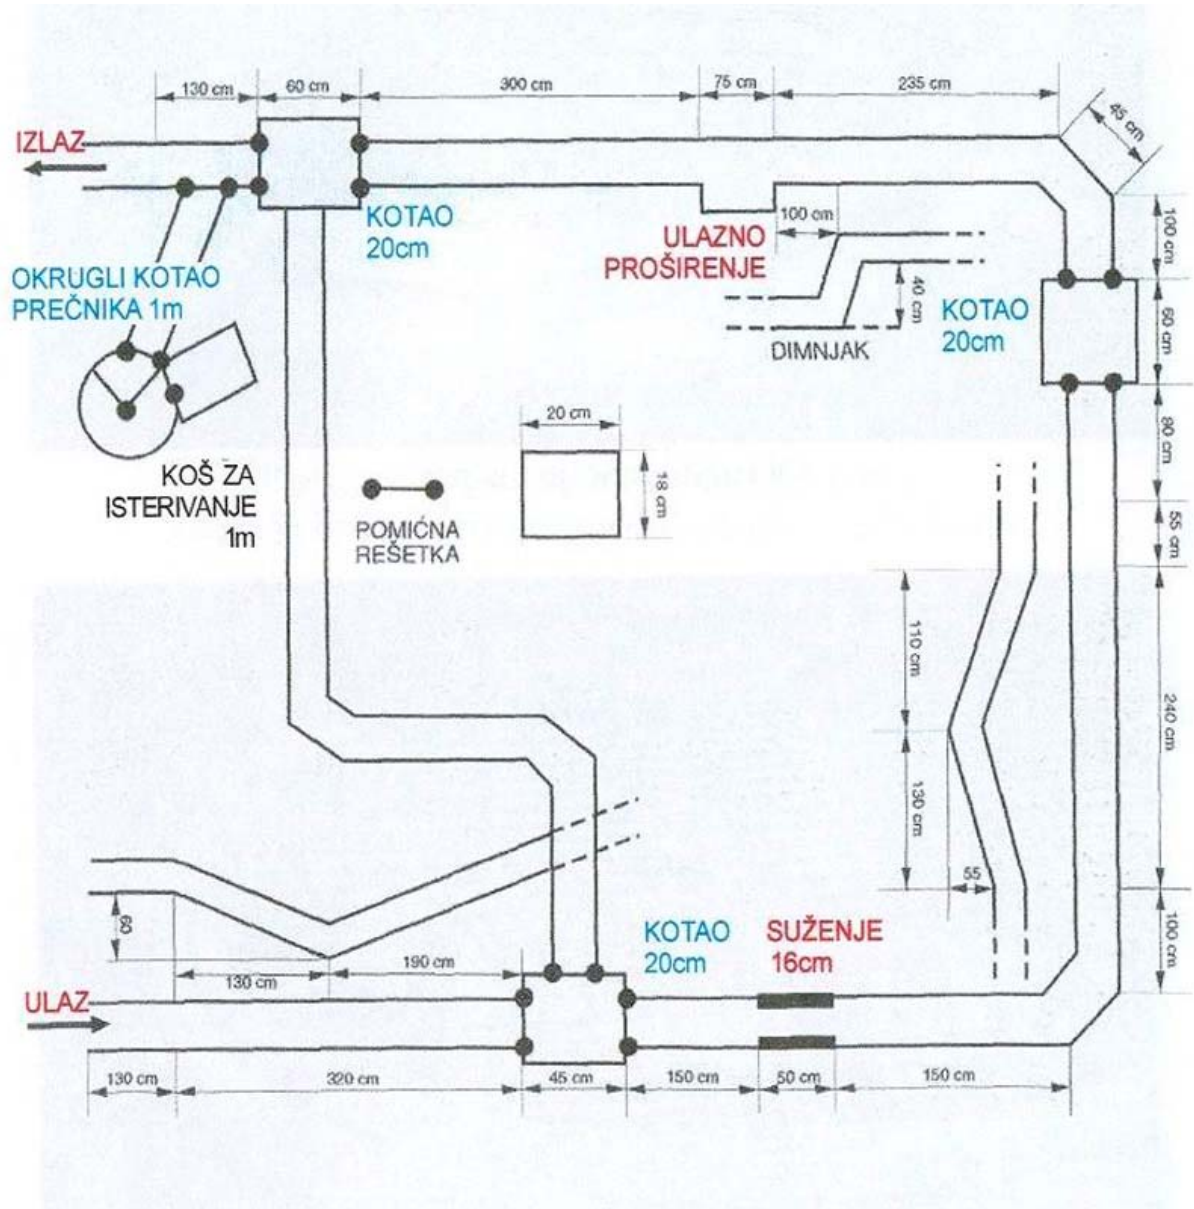 130 cm
60 cm
300 cm
75 cm
235 cm
45 cm
IZLAZ
KOTAO
20cm
100 cm
ULAZNO
PROŠIRENJE
100 cm
OKRUGLI KOTAO
PREČNIKA 1m
40 cm
KOTAO
20cm
60 cm
DIMNJAK
80 cm
20 cm
18 cm
KOŠ ZA
ISTERIVANJE
1m
POMIĆNA
REŠETKA
55 cm
110 cm
240 cm
130 cm
55
60
KOTAO
20cm
SUŽENJE
16cm
100 cm
190 cm
130 cm
ULAZ
130 cm
320 cm
45 cm
150 cm
50 cm
150 cm